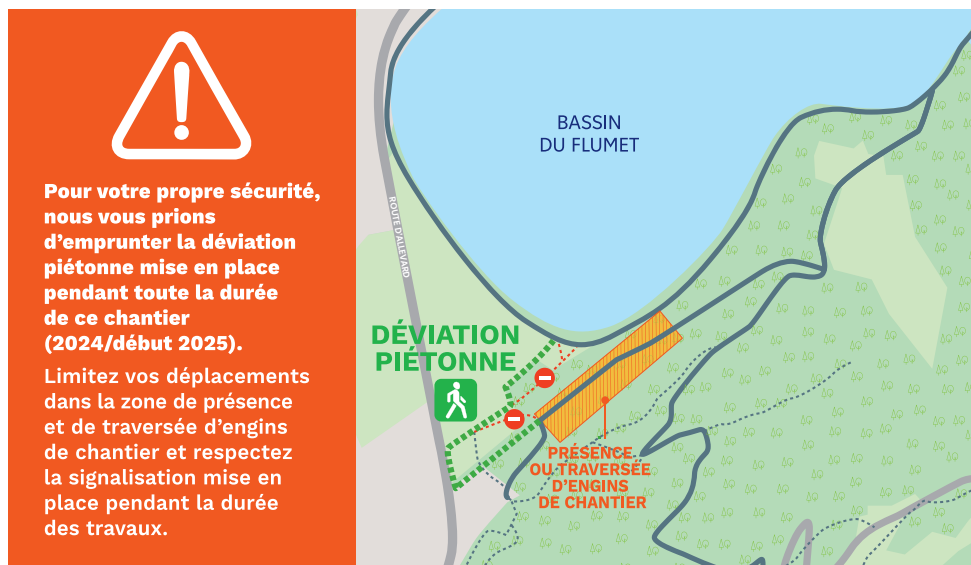 Pour votre propre sécurité,
nous vous prions
d'emprunter la déviation
piétonne mise en place
pendant toute la durée
de ce chantier
(2024/début 2025).
Limitez vos déplacements
dans la zone de présence
et de traversée d'engins
de chantier et respectez
la signalisation mise en
place pendant la durée
des travaux.
BASSIN
DU FLUMET
ROUTE D'ALLEVARD
DÉVIATION
PIÉTONNE
PRÉSENCE
OU TRAVERSÉE
D'ENGINS
DE CHANTIER